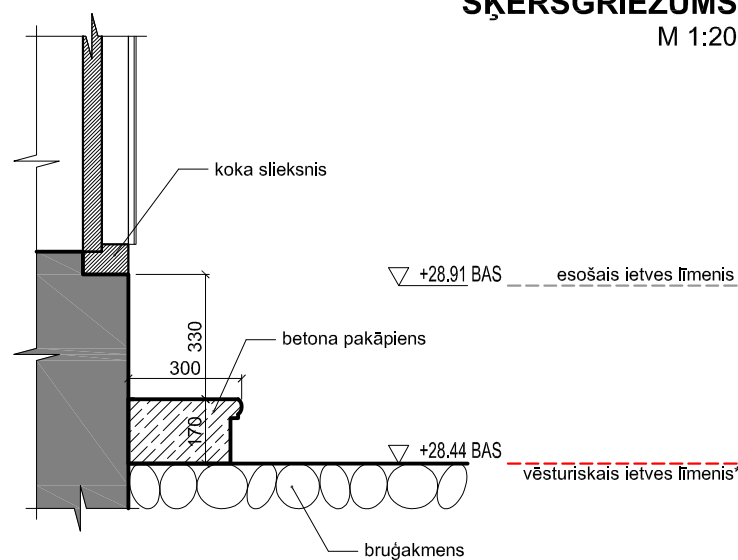 ŠĶĒRSGRIEZUMS
M 1:20
koka slieksnis
+28.91 BAS
esošais ietves līmenis
330
betona pakāpiens
300
170
+28.44 BAS
vēsturiskais ietves līmenis*
bruģakmens